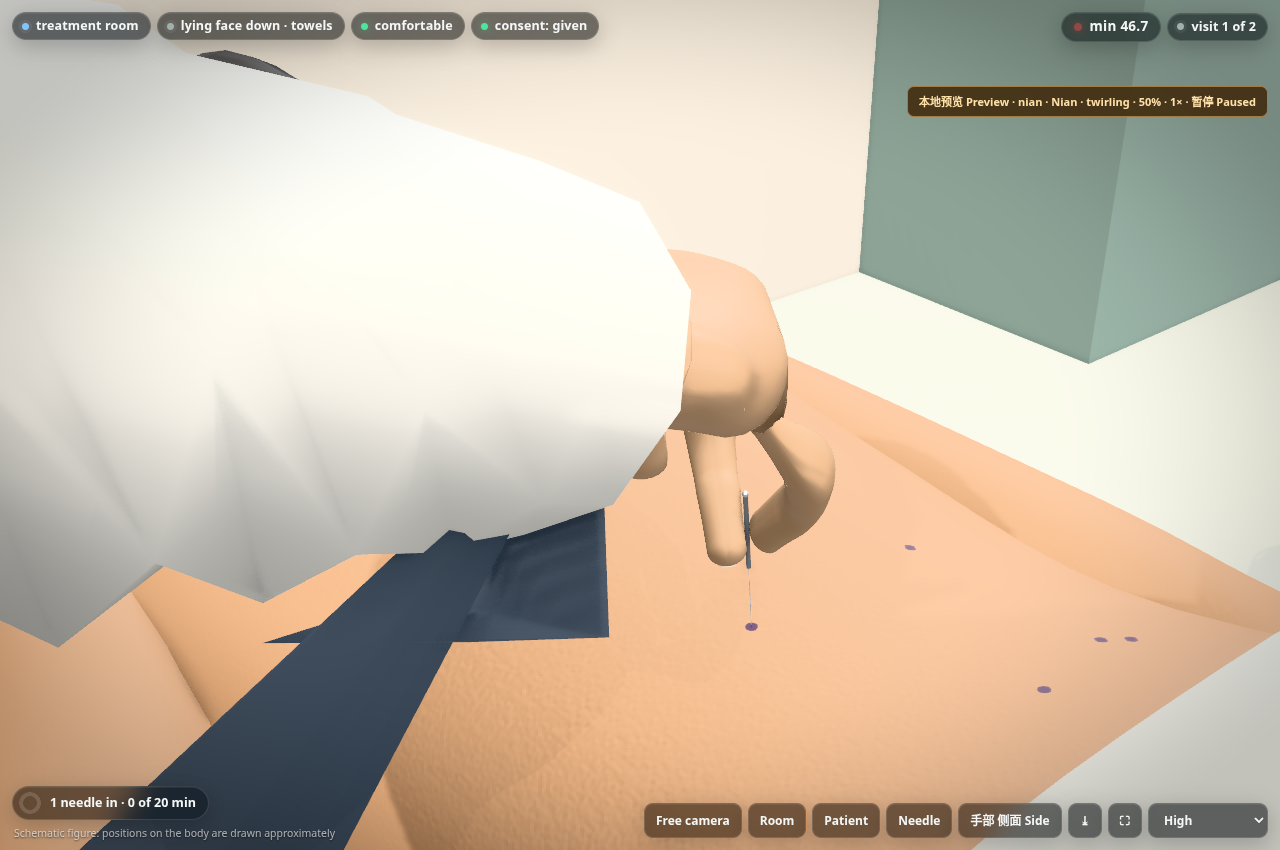 treatment room
lying face down · towels
comfortable
consent: given
min 46.7
visit 1 of 2
本地预览 Preview · nian · Nian · twirling · 50% · 1× · 暂停 Paused
1 needle in · 0 of 20 min
Schematic figure: positions on the body are drawn approximately
Free camera
Room
Patient
Needle
手部 侧面 Side
High